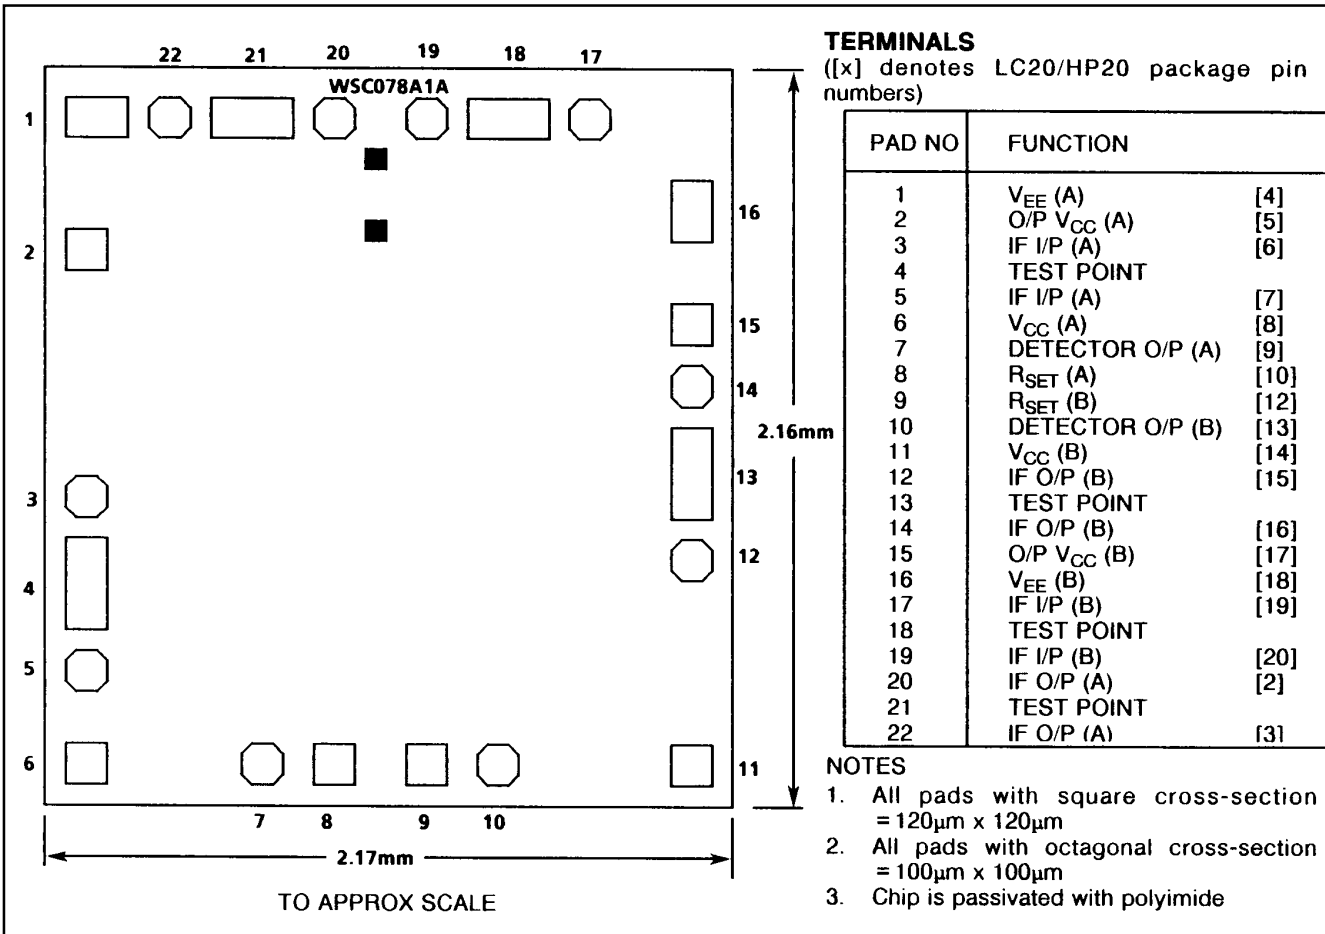 22 21 20 19 18 17
WSC078A1A
1
2
3
4
5
6
16
15
14
13
12
11
7 8 9 10
2.16mm
2.17mm
TO APPROX SCALE
TERMINALS
([x] denotes LC20/HP20 package pin
numbers)
PAD NO FUNCTION
1 VEE (A) [4]
2 O/P VCC (A) [5]
3 IF I/P (A) [6]
4 TEST POINT
5 IF I/P (A) [7]
6 VCC (A) [8]
7 DETECTOR O/P (A) [9]
8 RSET (A) [10]
9 RSET (B) [12]
10 DETECTOR O/P (B) [13]
11 VCC (B) [14]
12 IF O/P (B) [15]
13 TEST POINT
14 IF O/P (B) [16]
15 O/P VCC (B) [17]
16 VEE (B) [18]
17 IF I/P (B) [19]
18 TEST POINT
19 IF I/P (B) [20]
20 IF O/P (A) [2]
21 TEST POINT
22 IF O/P (A) [3]
NOTES
1. All pads with square cross-section
= 120µm x 120µm
2. All pads with octagonal cross-section
= 100µm x 100µm
3. Chip is passivated with polyimide